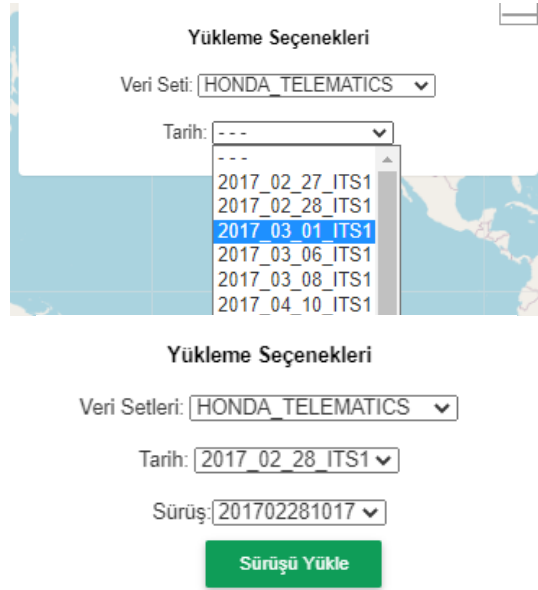 Yükleme Seçenekleri
Veri Seti: HONDA_TELEMATICS
Tarih: - - -
- - -
2017_02_27_ITS1
2017_02_28_ITS1
2017_03_01_ITS1
2017_03_06_ITS1
2017_03_08_ITS1
2017_04_10_ITS1
Yükleme Seçenekleri
Veri Setleri: HONDA_TELEMATICS
Tarih: 2017_02_28_ITS1
Sürüş: 201702281017
Sürüşü Yükle